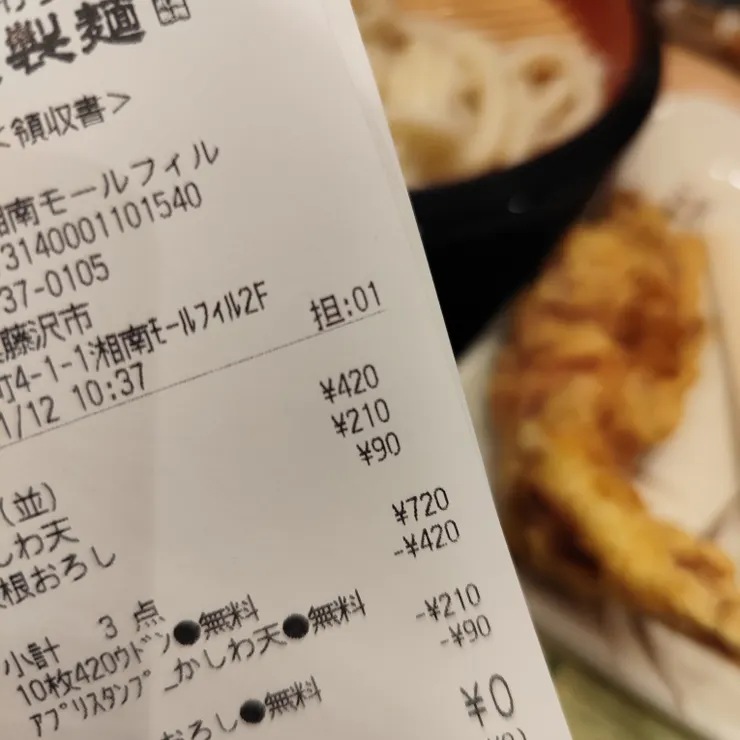 製麺
<領収書>
湘南モールフィル
3140001101540
37-0105
藤沢市
町4-1-1湘南ﾓｰﾙﾌｨﾙ2F
1/12 10:37 担:01
(並) ¥420
しわ天 ¥210
根おろし ¥90
小計 3点 ¥720
10枚420ウドン●無料 -¥420
アプリスタンプ_かしわ天●無料 -¥210
おろし●無料 -¥90
¥0